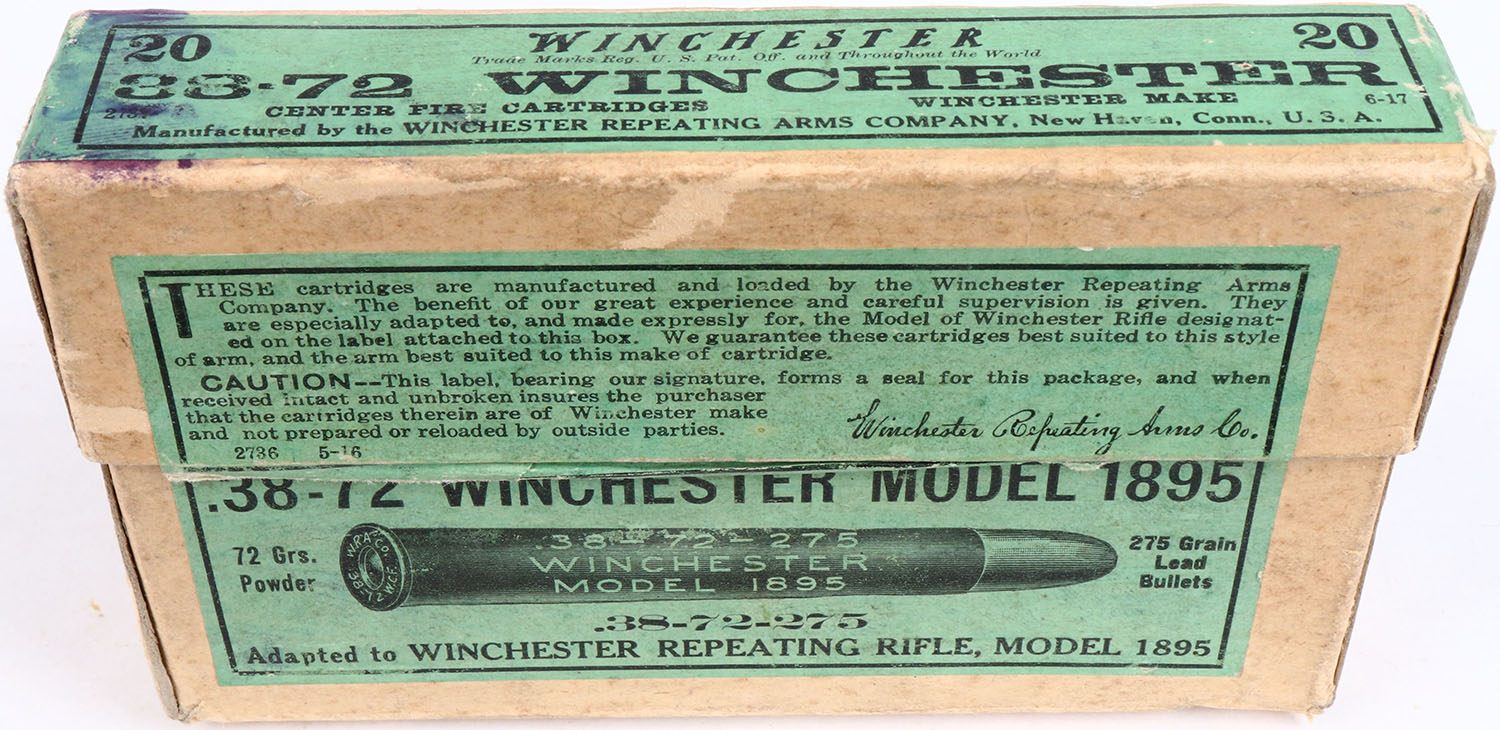 20 WINCHESTER 20
Trade Marks Reg. U. S. Pat. Off. and Throughout the World
38-72 WINCHESTER
CENTER FIRE CARTRIDGES WINCHESTER MAKE 6-17
Manufactured by the WINCHESTER REPEATING ARMS COMPANY, New Haven, Conn., U. S. A.
THESE cartridges are manufactured and loaded by the Winchester Repeating Arms
Company. The benefit of our great experience and careful supervision is given. They
are especially adapted to, and made expressly for, the Model of Winchester Rifle designat-
ed on the label attached to this box. We guarantee these cartridges best suited to this style
of arm, and the arm best suited to this make of cartridge.
CAUTION--This label, bearing our signature, forms a seal for this package, and when
received intact and unbroken insures the purchaser
that the cartridges therein are of Winchester make
and not prepared or reloaded by outside parties.
Winchester Repeating Arms Co.
2736 5-16
.38-72 WINCHESTER MODEL 1895
72 Grs.
Powder
W.R.A. Co.
.38-72 W.C.F.
.38-72-275
WINCHESTER
MODEL 1895
275 Grain
Lead
Bullets
.38-72-275
Adapted to WINCHESTER REPEATING RIFLE, MODEL 1895